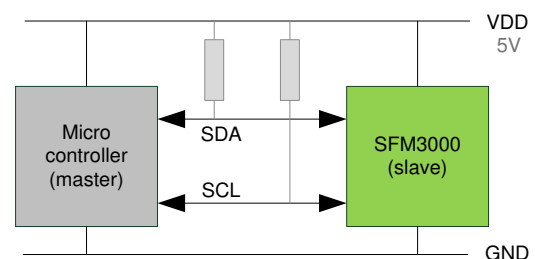 VDD
5V
Micro
controller
(master)
SDA
SCL
SFM3000
(slave)
GND